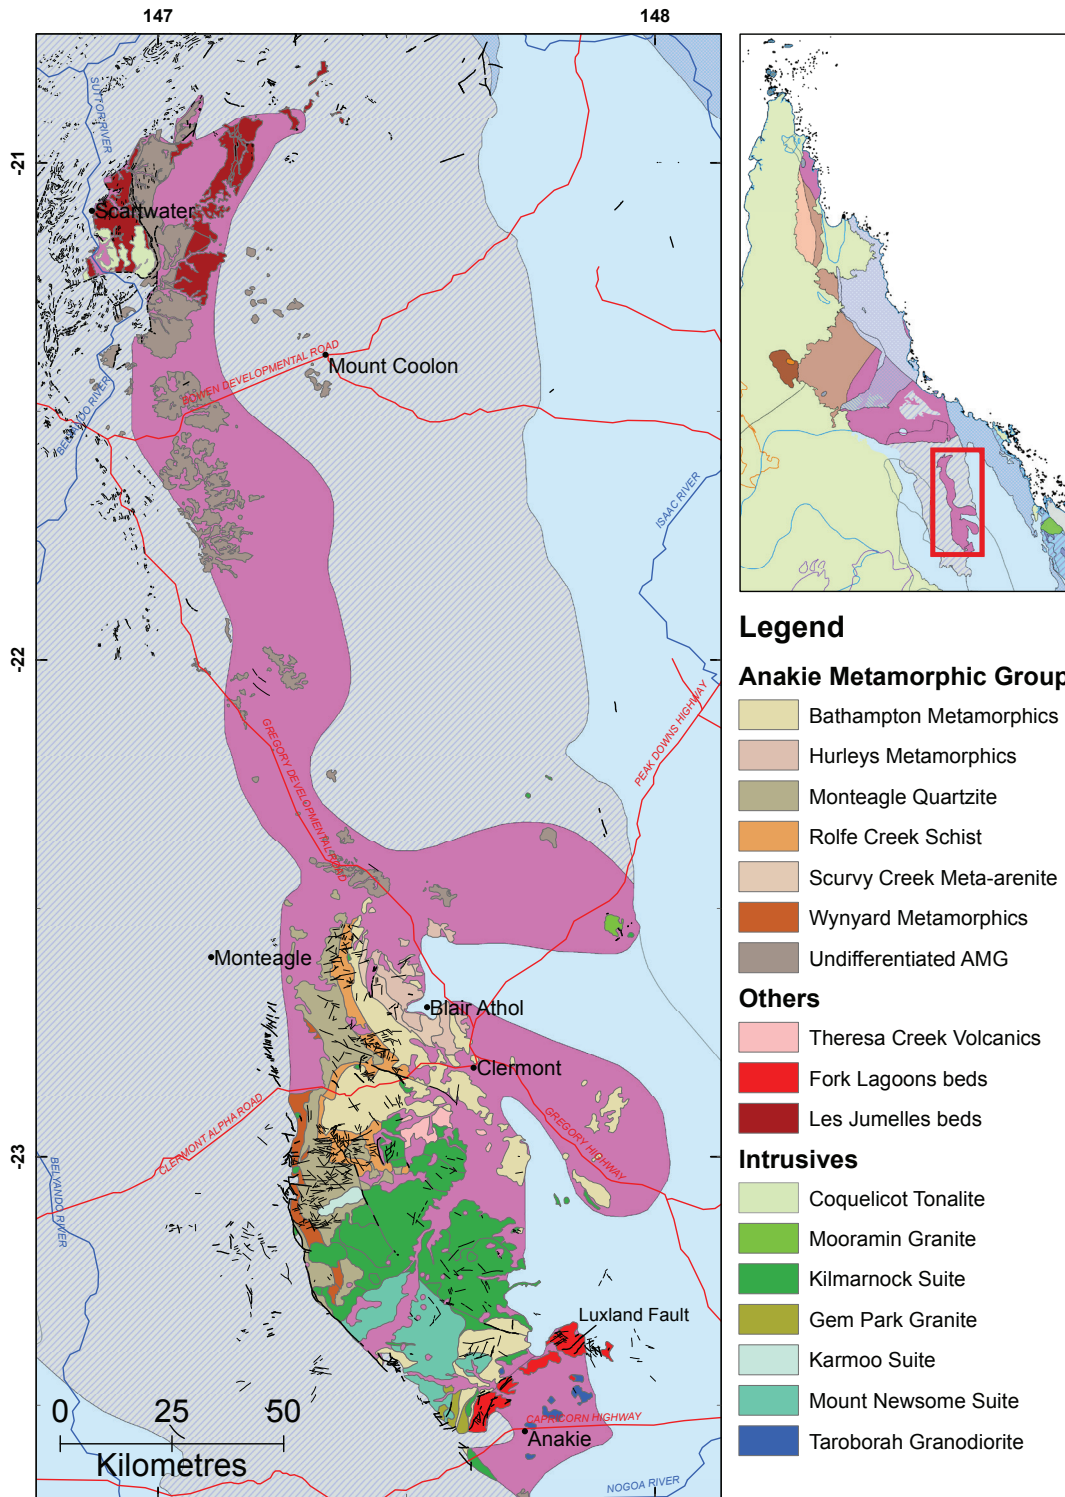 147
148
-21
-22
-23
SUTTOR RIVER
Scartwater
Mount Coolon
BOWEN DEVELOPMENTAL ROAD
BELYANDO RIVER
ISAAC RIVER
PEAK DOWNS HIGHWAY
GREGORY DEVELOPMENTAL ROAD
Monteagle
Blair Athol
Clermont
CLERMONT ALPHA ROAD
GREGORY HIGHWAY
BELYANDO RIVER
Luxland Fault
CAPRICORN HIGHWAY
Anakie
NOGOA RIVER
0 25 50
Kilometres
Legend
Anakie Metamorphic Group
Bathampton Metamorphics
Hurleys Metamorphics
Monteagle Quartzite
Rolfe Creek Schist
Scurvy Creek Meta-arenite
Wynyard Metamorphics
Undifferentiated AMG
Others
Theresa Creek Volcanics
Fork Lagoons beds
Les Jumelles beds
Intrusives
Coquelicot Tonalite
Mooramin Granite
Kilmarnock Suite
Gem Park Granite
Karmoo Suite
Mount Newsome Suite
Taroborah Granodiorite